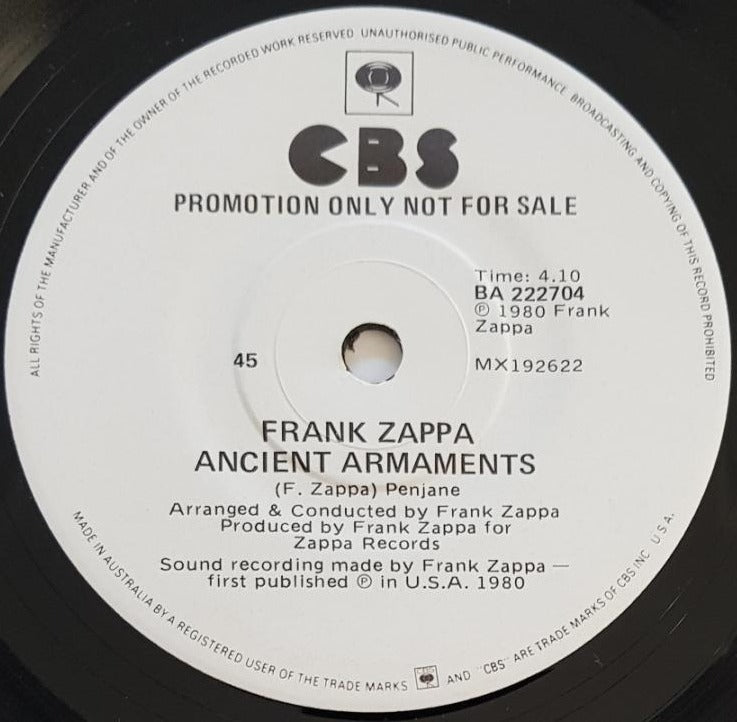 ALL RIGHTS OF THE MANUFACTURER AND OF THE OWNER OF THE RECORDED WORK RESERVED UNAUTHORISED PUBLIC PERFORMANCE BROADCASTING AND COPYING OF THIS RECORD PROHIBITED
CBS
PROMOTION ONLY NOT FOR SALE
Time: 4.10
BA 222704
℗ 1980 Frank
Zappa
45
MX192622
FRANK ZAPPA
ANCIENT ARMAMENTS
(F. Zappa) Penjane
Arranged & Conducted by Frank Zappa
Produced by Frank Zappa for
Zappa Records
Sound recording made by Frank Zappa —
first published ℗ in U.S.A. 1980
MADE IN AUSTRALIA BY A REGISTERED USER OF THE TRADE MARKS CBS AND "CBS" ARE TRADE MARKS OF CBS INC U.S.A.